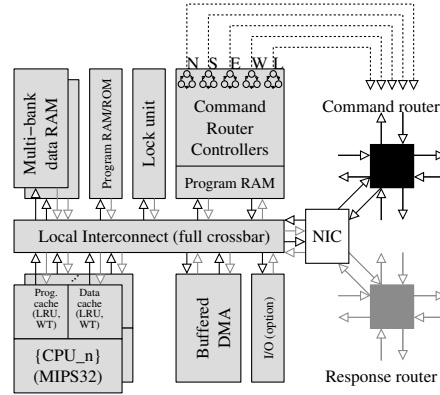 N S E W L
Multi-bank
data RAM
Program RAM/ROM
Lock unit
Command
Router
Controllers
Program RAM
Command router
Local Interconnect (full crossbar)
NIC
Prog.
cache
(LRU,
WT)
Data
cache
(LRU,
WT)
{CPU_n}
(MIPS32)
Buffered
DMA
I/O (option)
Response router